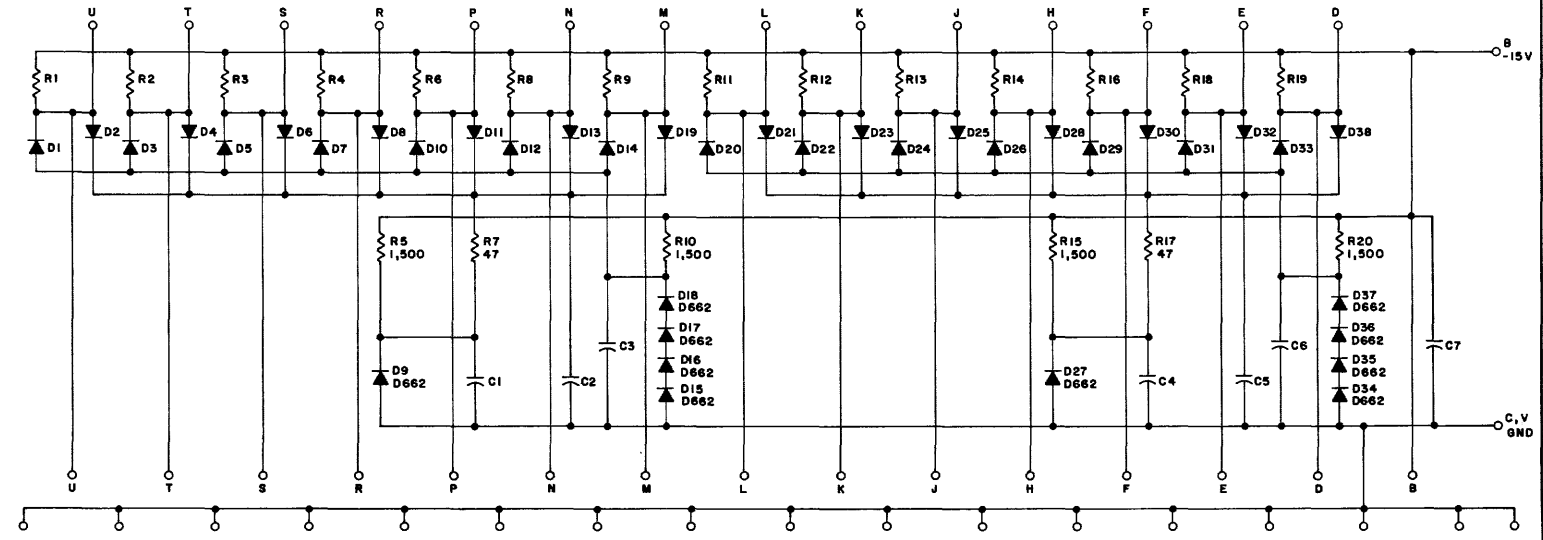 U T S R P N M L K J H F E D
B
-15V
R1 R2 R3 R4 R6 R8 R9 R11 R12 R13 R14 R16 R18 R19
D2 D4 D6 D8 D11 D13 D19 D21 D23 D25 D28 D30 D32 D38
D1 D3 D5 D7 D10 D12 D14 D20 D22 D24 D26 D29 D31 D33
R5 R7 R10 R15 R17 R20
1,500 47 1,500 1,500 47 1,500
D18 D37
D662 D662
D17 D36
D662 D662
C3 C6 C7
D16 D35
D662 D662
D9 C1 C2 D27 C4 C5
D662 D662
D15 D34
D662 D662
C,V
GND
U T S R P N M L K J H F E D B